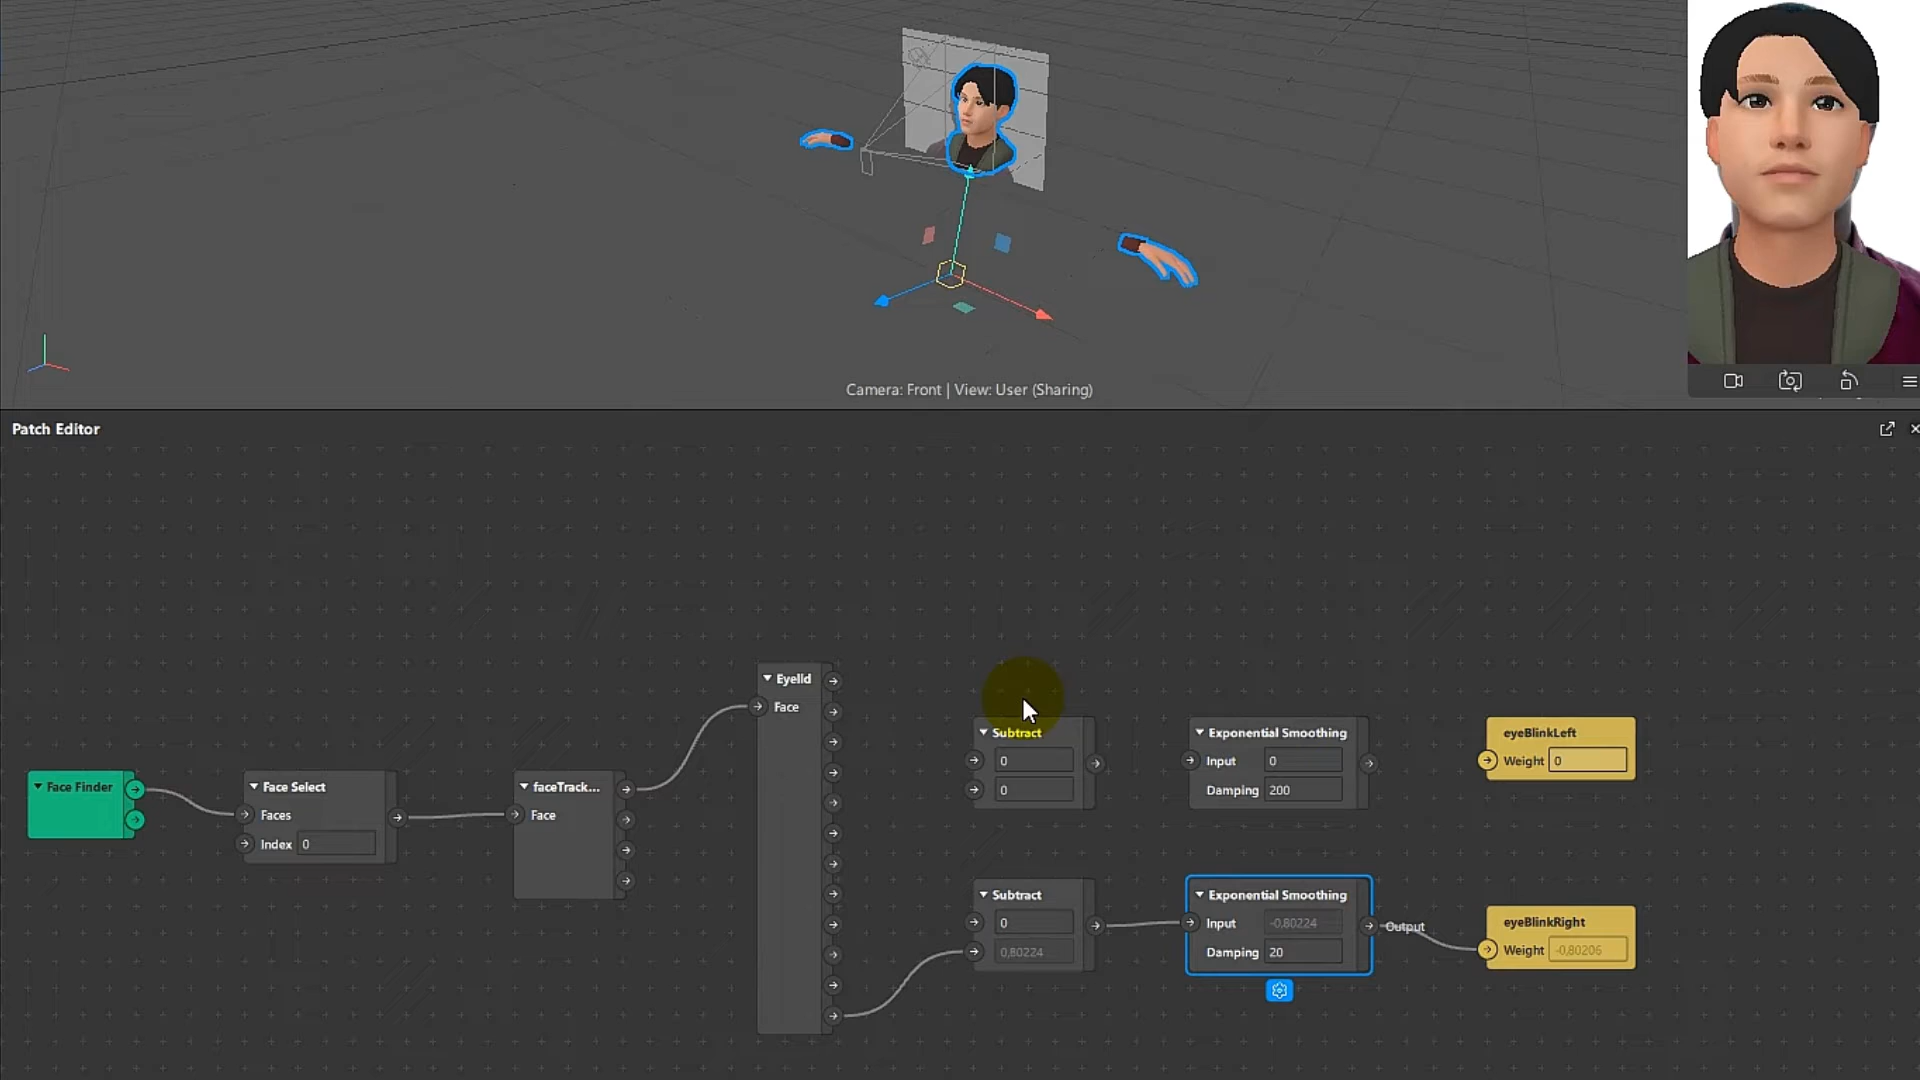 Camera: Front | View: User (Sharing)
Patch Editor
Eyelid
Face
Subtract
0
0
Exponential Smoothing
Input 0
Damping 200
eyeBlinkLeft
Weight 0
Face Finder
Face Select
Faces
Index 0
faceTrack...
Face
Subtract
0
0,80224
Exponential Smoothing
Input -0,80224
Damping 20
Output
eyeBlinkRight
Weight -0,80206